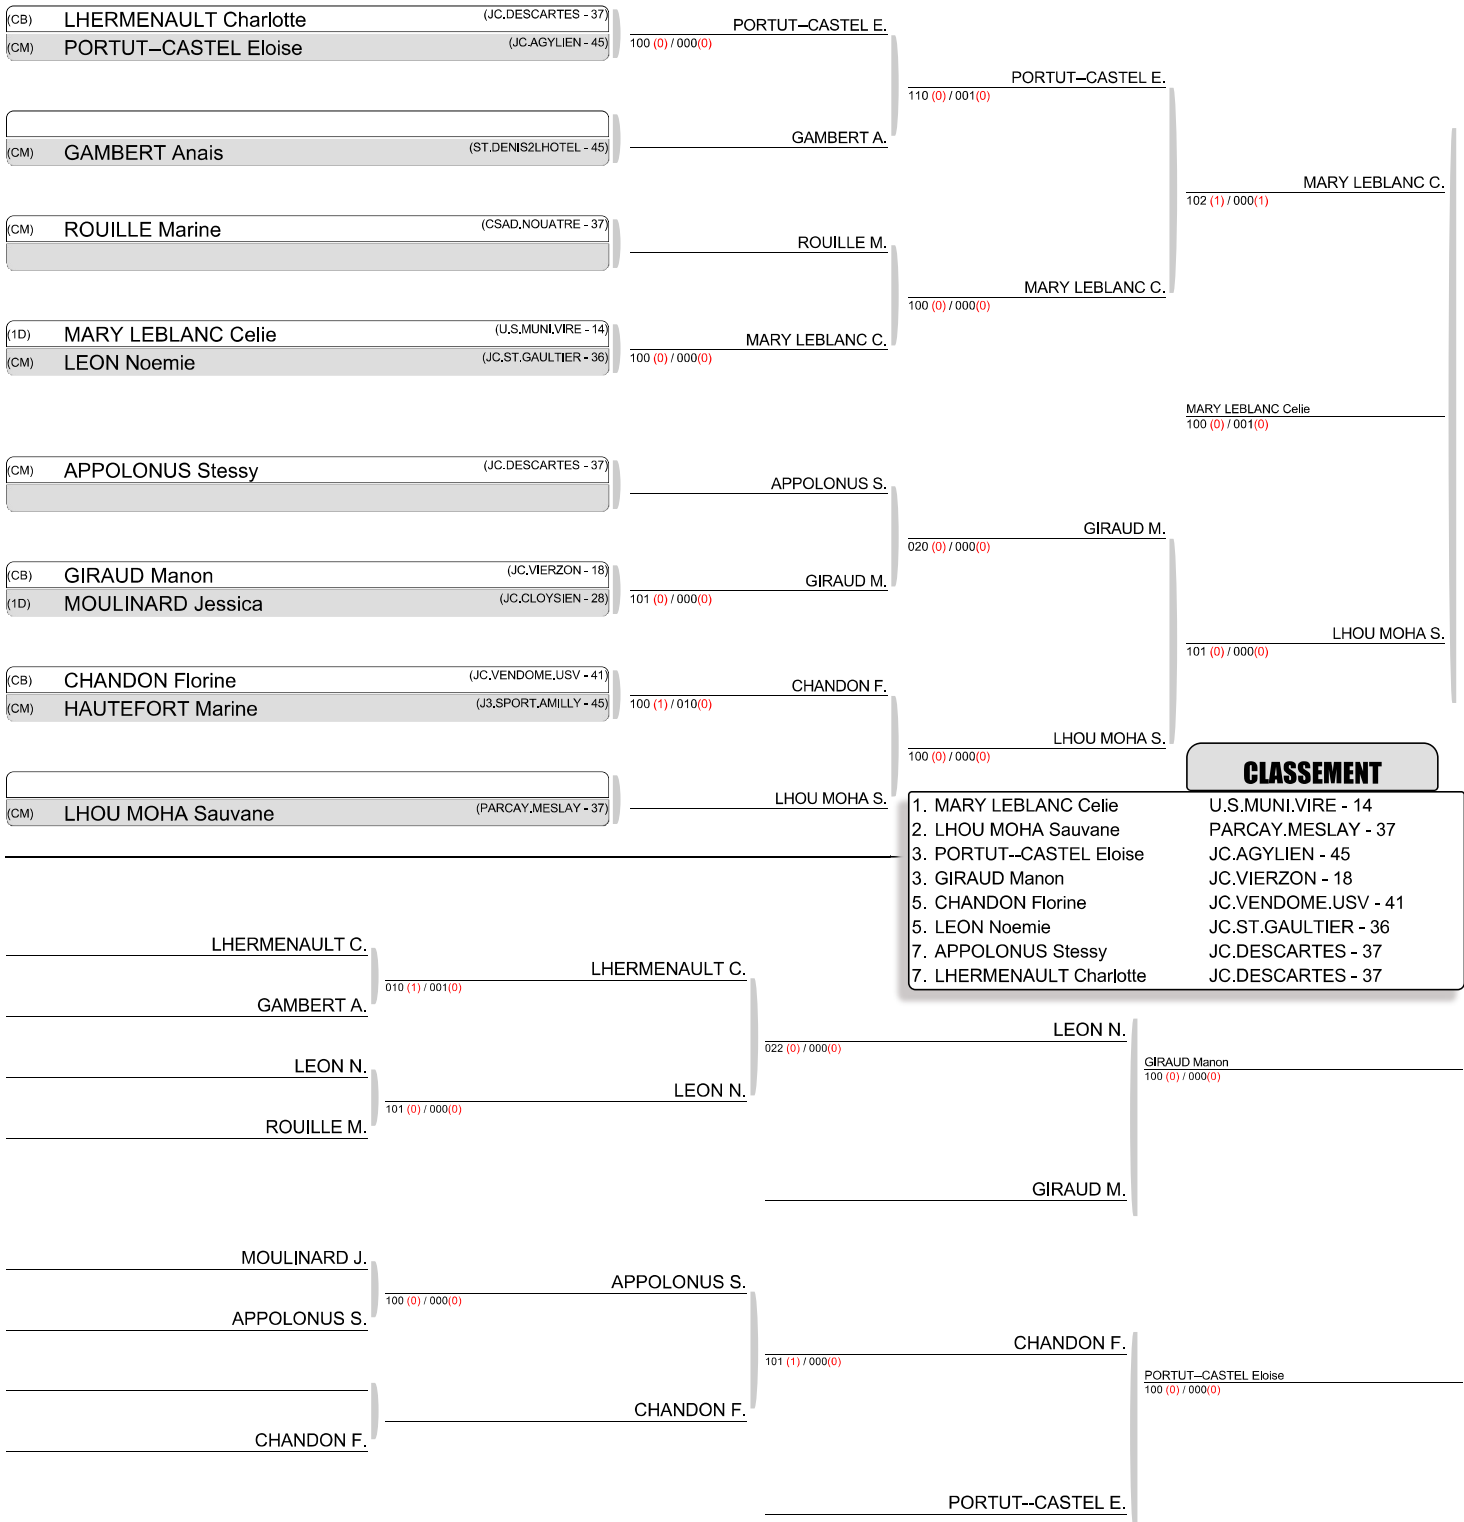 (CB) LHERMENAULT Charlotte (JC.DESCARTES - 37)
(CM) PORTUT--CASTEL Eloise (JC.AGYLIEN - 45)
PORTUT--CASTEL E.
100 (0) / 000(0)
PORTUT--CASTEL E.
110 (0) / 001(0)
GAMBERT A.
(CM) GAMBERT Anais (ST.DENIS2LHOTEL - 45)
MARY LEBLANC C.
102 (1) / 000(1)
(CM) ROUILLE Marine (CSAD.NOUATRE - 37)
ROUILLE M.
MARY LEBLANC C.
100 (0) / 000(0)
(1D) MARY LEBLANC Celie (U.S.MUNI.VIRE - 14)
(CM) LEON Noemie (JC.ST.GAULTIER - 36)
MARY LEBLANC C.
100 (0) / 000(0)
MARY LEBLANC Celie
100 (0) / 001(0)
(CM) APPOLONUS Stessy (JC.DESCARTES - 37)
APPOLONUS S.
GIRAUD M.
020 (0) / 000(0)
(CB) GIRAUD Manon (JC.VIERZON - 18)
(1D) MOULINARD Jessica (JC.CLOYSIEN - 28)
GIRAUD M.
101 (0) / 000(0)
LHOU MOHA S.
101 (0) / 000(0)
(CB) CHANDON Florine (JC.VENDOME.USV - 41)
(CM) HAUTEFORT Marine (J3.SPORT.AMILLY - 45)
CHANDON F.
100 (1) / 010(0)
LHOU MOHA S.
100 (0) / 000(0)
LHOU MOHA S.
(CM) LHOU MOHA Sauvane (PARCAY.MESLAY - 37)
CLASSEMENT
1. MARY LEBLANC Celie U.S.MUNI.VIRE - 14
2. LHOU MOHA Sauvane PARCAY.MESLAY - 37
3. PORTUT--CASTEL Eloise JC.AGYLIEN - 45
3. GIRAUD Manon JC.VIERZON - 18
5. CHANDON Florine JC.VENDOME.USV - 41
5. LEON Noemie JC.ST.GAULTIER - 36
7. APPOLONUS Stessy JC.DESCARTES - 37
7. LHERMENAULT Charlotte JC.DESCARTES - 37
LHERMENAULT C.
LHERMENAULT C.
010 (1) / 001(0)
GAMBERT A.
LEON N.
022 (0) / 000(0)
GIRAUD Manon
100 (0) / 000(0)
LEON N.
LEON N.
101 (0) / 000(0)
ROUILLE M.
GIRAUD M.
MOULINARD J.
APPOLONUS S.
100 (0) / 000(0)
APPOLONUS S.
CHANDON F.
101 (1) / 000(0)
PORTUT--CASTEL Eloise
100 (0) / 000(0)
CHANDON F.
CHANDON F.
PORTUT--CASTEL E.